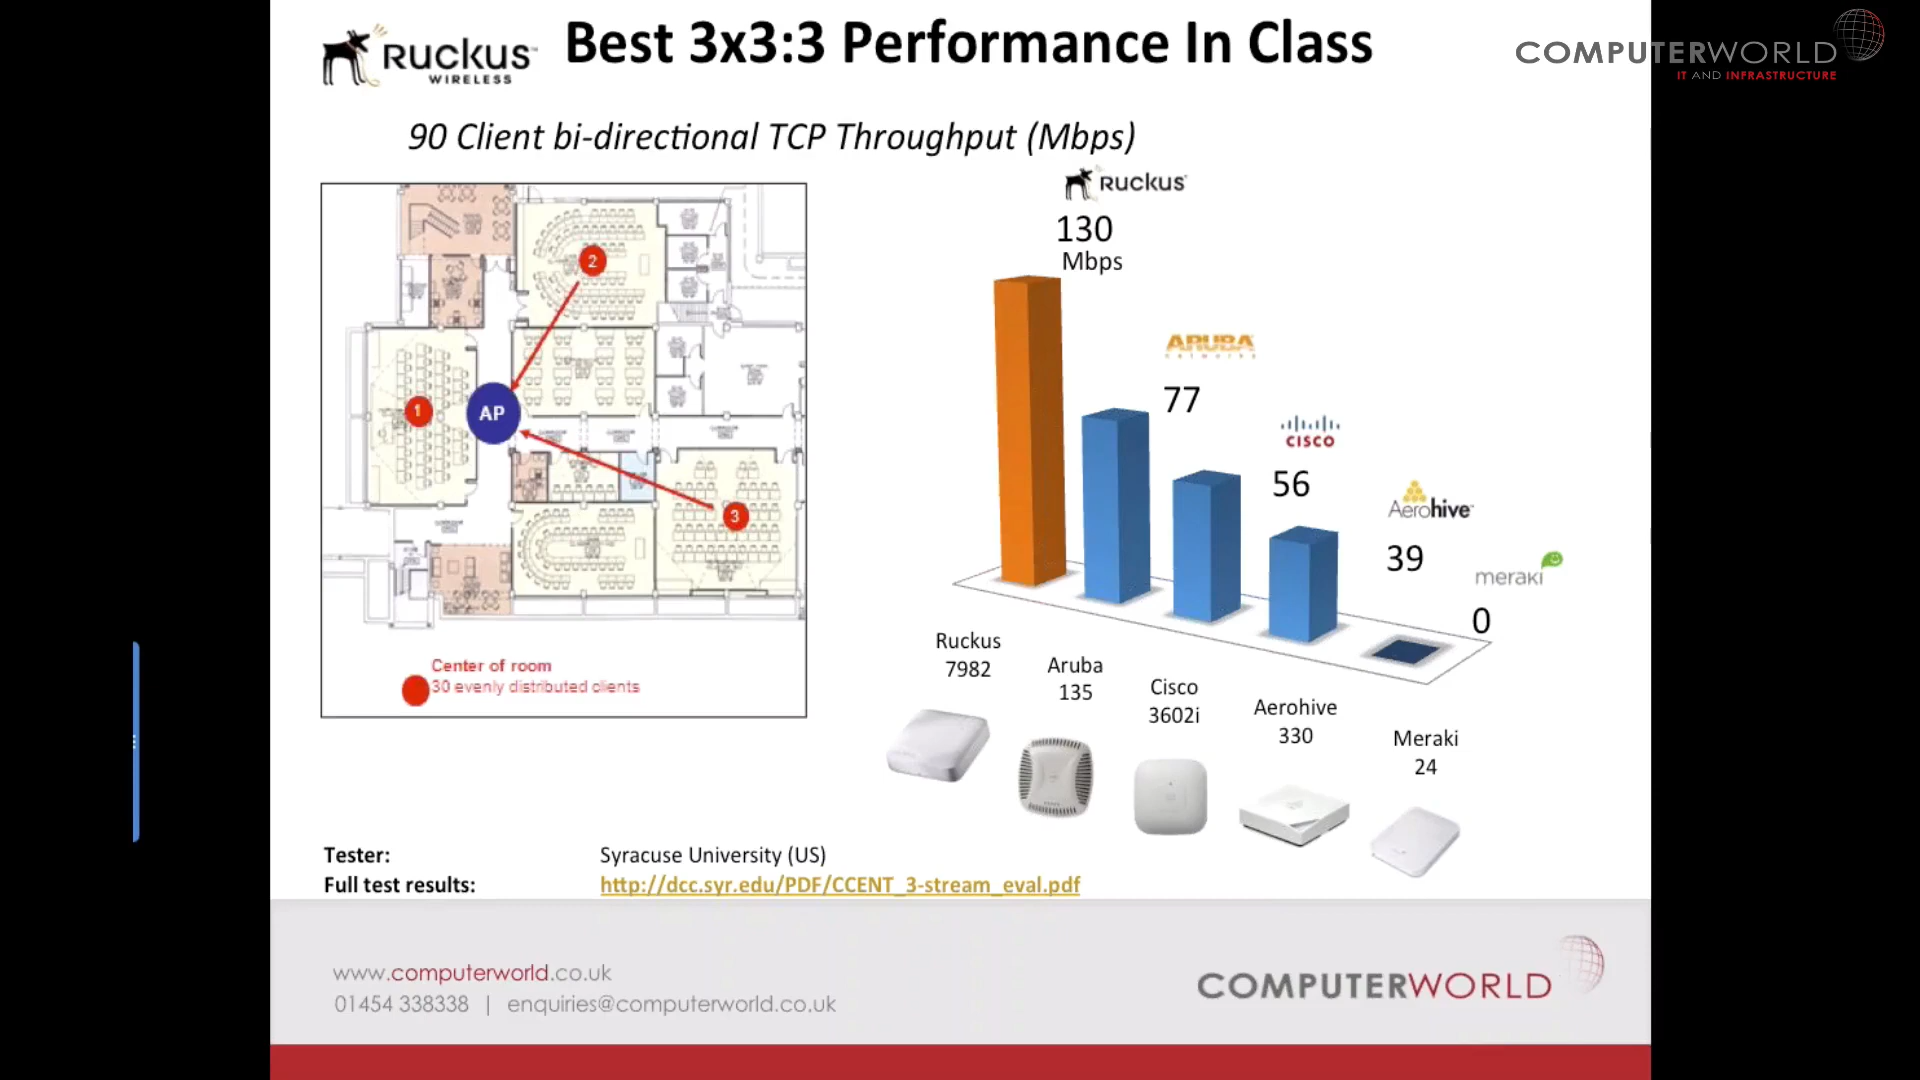 RUCKUS™
WIRELESS
Best 3x3:3 Performance In Class
COMPUTERWORLD
IT AND INFRASTRUCTURE
90 Client bi-directional TCP Throughput (Mbps)
RUCKUS
130
Mbps
ARUBA
networks
77
CISCO
56
Aerohive
39
meraki
0
2
1
AP
3
Center of room
30 evenly distributed clients
Ruckus
7982
Aruba
135
Cisco
3602i
Aerohive
330
Meraki
24
Tester: Syracuse University (US)
Full test results: http://dcc.syr.edu/PDF/CCENT_3-stream_eval.pdf
www.computerworld.co.uk
01454 338338 | enquiries@computerworld.co.uk
COMPUTERWORLD